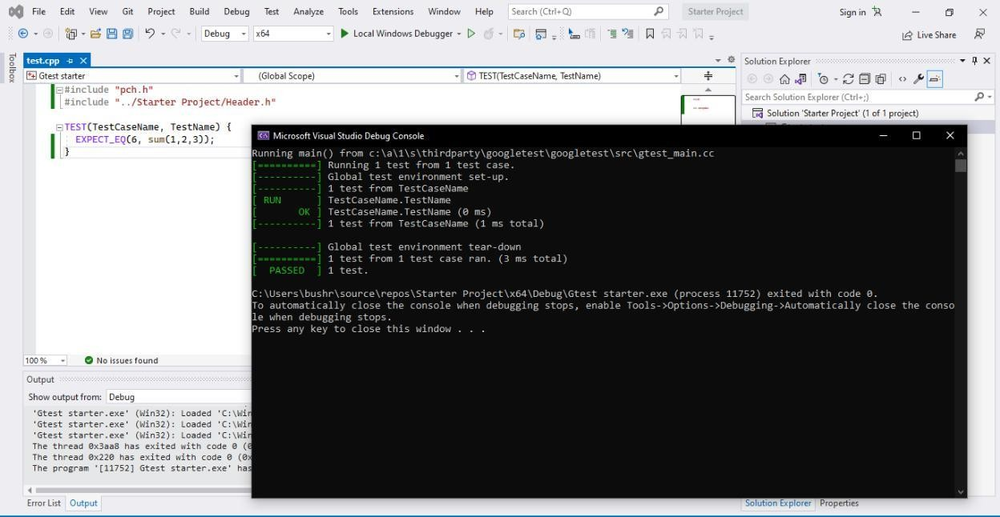 File Edit View Git Project Build Debug Test Analyze Tools Extensions Window Help Search (Ctrl+Q) Starter Project Sign in
Debug x64 Local Windows Debugger Live Share
Toolbox
test.cpp
Gtest starter (Global Scope) TEST(TestCaseName, TestName)
#include "pch.h"
#include "../Starter Project/Header.h"
TEST(TestCaseName, TestName) {
EXPECT_EQ(6, sum(1,2,3));
}
Solution Explorer
Search Solution Explorer (Ctrl+;)
Solution 'Starter Project' (1 of 1 project)
Microsoft Visual Studio Debug Console
Running main() from c:\a\1\s\thirdparty\googletest\googletest\src\gtest_main.cc
[==========] Running 1 test from 1 test case.
[----------] Global test environment set-up.
[----------] 1 test from TestCaseName
[ RUN      ] TestCaseName.TestName
[       OK ] TestCaseName.TestName (0 ms)
[----------] 1 test from TestCaseName (1 ms total)
[----------] Global test environment tear-down
[==========] 1 test from 1 test case ran. (3 ms total)
[  PASSED  ] 1 test.
C:\Users\bushr\source\repos\Starter Project\x64\Debug\Gtest starter.exe (process 11752) exited with code 0.
To automatically close the console when debugging stops, enable Tools->Options->Debugging->Automatically close the conso
le when debugging stops.
Press any key to close this window . . .
100 % No issues found
Output
Show output from: Debug
'Gtest starter.exe' (Win32): Loaded 'C:\Win
'Gtest starter.exe' (Win32): Loaded 'C:\Win
'Gtest starter.exe' (Win32): Loaded 'C:\Win
The thread 0x3aa8 has exited with code 0 (0
The thread 0x220 has exited with code 0 (0x
The program '[11752] Gtest starter.exe' has
Error List Output
Solution Explorer Properties